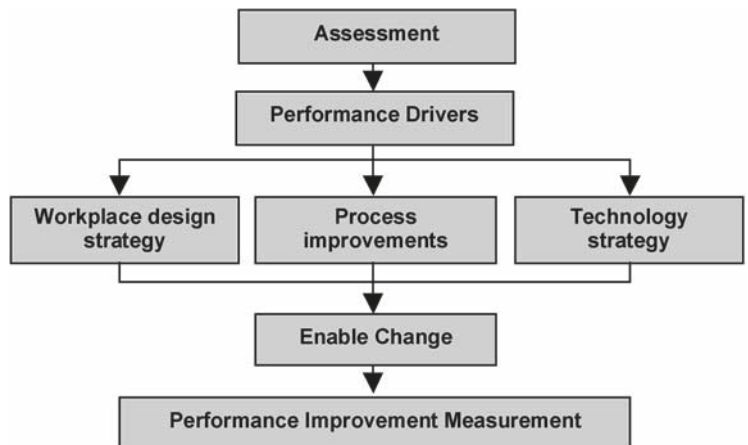 Assessment
Performance Drivers
Workplace design
strategy
Process
improvements
Technology
strategy
Enable Change
Performance Improvement Measurement